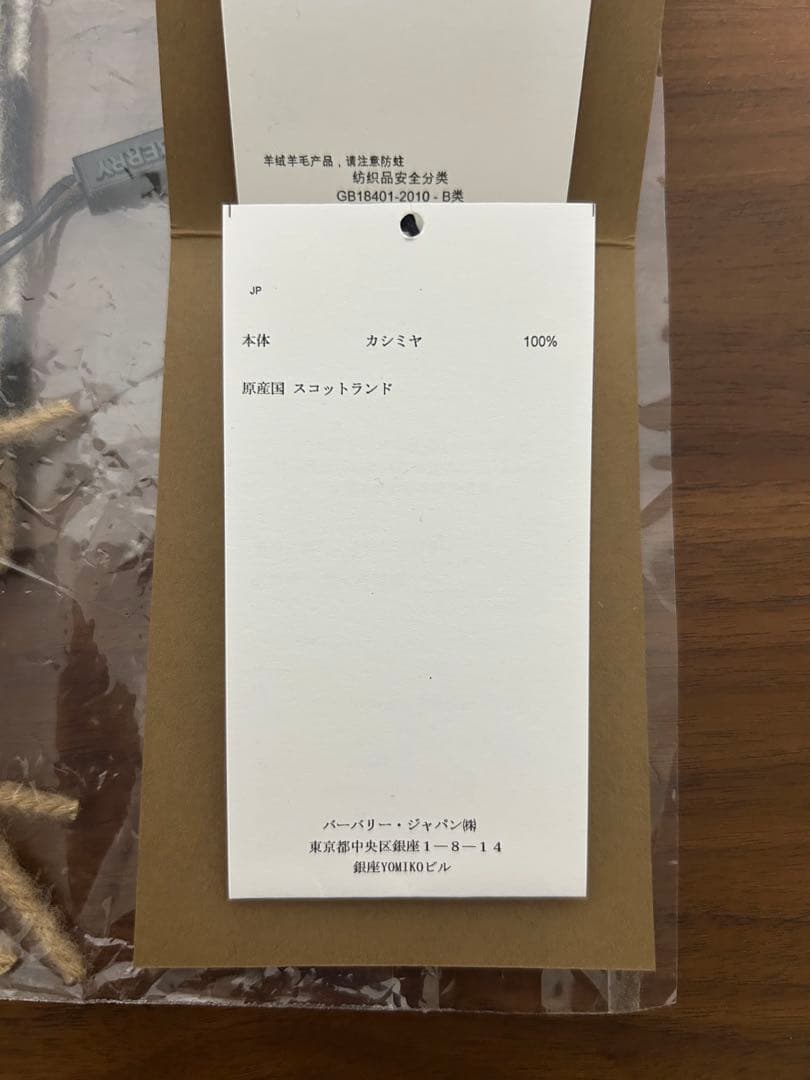 羊绒羊毛产品，请注意防蛀
纺织品安全分类
GB18401-2010 - B类
JP
本体 カシミヤ 100%
原産国 スコットランド
バーバリー・ジャパン㈱
東京都中央区銀座１―８―１４
銀座YOMIKOビル
BERRY